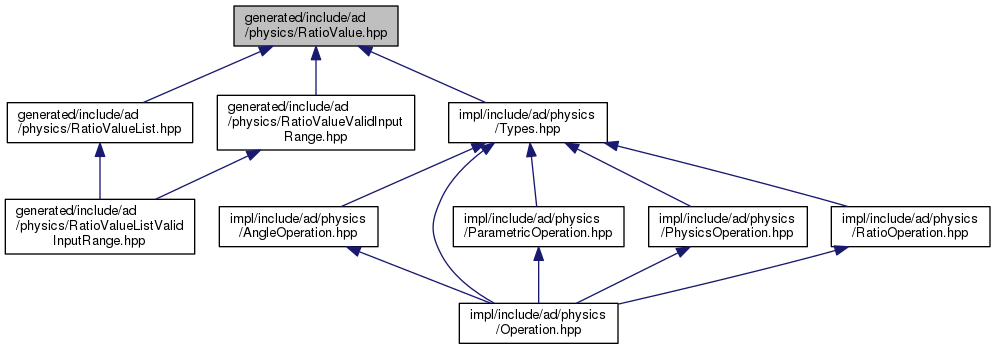 generated/include/ad
/physics/RatioValue.hpp
generated/include/ad
/physics/RatioValueList.hpp
generated/include/ad
/physics/RatioValueValidInput
Range.hpp
impl/include/ad/physics
/Types.hpp
generated/include/ad
/physics/RatioValueListValid
InputRange.hpp
impl/include/ad/physics
/AngleOperation.hpp
impl/include/ad/physics
/ParametricOperation.hpp
impl/include/ad/physics
/PhysicsOperation.hpp
impl/include/ad/physics
/RatioOperation.hpp
impl/include/ad/physics
/Operation.hpp